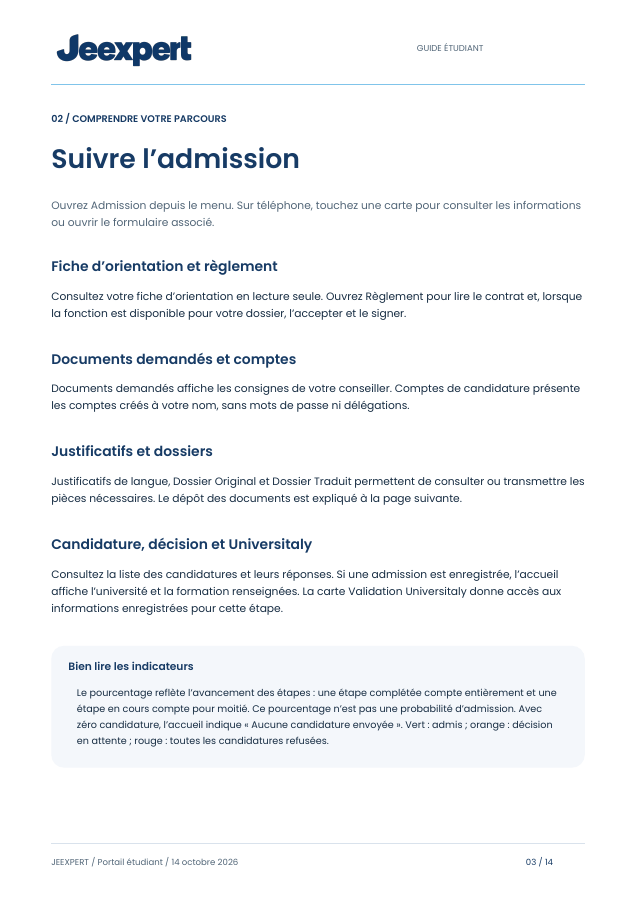 Jeexpert
GUIDE ÉTUDIANT
02 / COMPRENDRE VOTRE PARCOURS
Suivre l’admission
Ouvrez Admission depuis le menu. Sur téléphone, touchez une carte pour consulter les informations
ou ouvrir le formulaire associé.
Fiche d’orientation et règlement
Consultez votre fiche d’orientation en lecture seule. Ouvrez Règlement pour lire le contrat et, lorsque
la fonction est disponible pour votre dossier, l’accepter et le signer.
Documents demandés et comptes
Documents demandés affiche les consignes de votre conseiller. Comptes de candidature présente
les comptes créés à votre nom, sans mots de passe ni délégations.
Justificatifs et dossiers
Justificatifs de langue, Dossier Original et Dossier Traduit permettent de consulter ou transmettre les
pièces nécessaires. Le dépôt des documents est expliqué à la page suivante.
Candidature, décision et Universitaly
Consultez la liste des candidatures et leurs réponses. Si une admission est enregistrée, l’accueil
affiche l’université et la formation renseignées. La carte Validation Universitaly donne accès aux
informations enregistrées pour cette étape.
Bien lire les indicateurs
Le pourcentage reflète l’avancement des étapes : une étape complétée compte entièrement et une
étape en cours compte pour moitié. Ce pourcentage n’est pas une probabilité d’admission. Avec
zéro candidature, l’accueil indique « Aucune candidature envoyée ». Vert : admis ; orange : décision
en attente ; rouge : toutes les candidatures refusées.
JEEXPERT / Portail étudiant / 14 octobre 2026
03 / 14